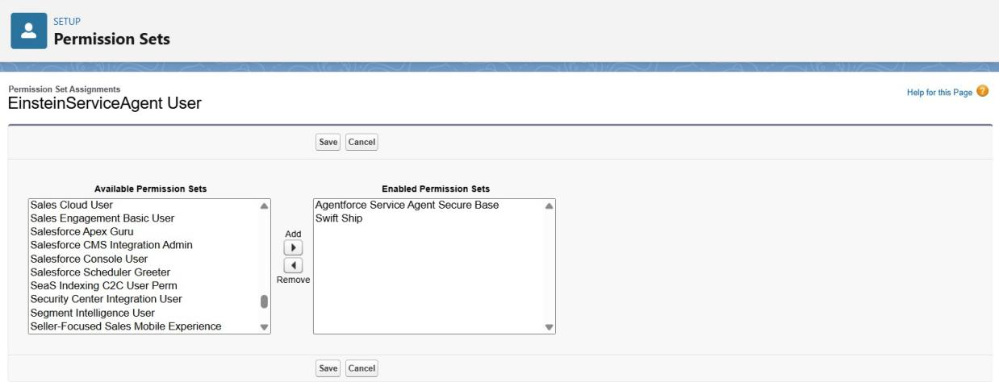 SETUP
Permission Sets
Permission Set Assignments
EinsteinServiceAgent User
Help for this Page ?
Save Cancel
Available Permission Sets
Sales Cloud User
Sales Engagement Basic User
Salesforce Apex Guru
Salesforce CMS Integration Admin
Salesforce Console User
Salesforce Scheduler Greeter
SeaS Indexing C2C User Perm
Security Center Integration User
Segment Intelligence User
Seller-Focused Sales Mobile Experience
Add
Remove
Enabled Permission Sets
Agentforce Service Agent Secure Base
Swift Ship
Save Cancel